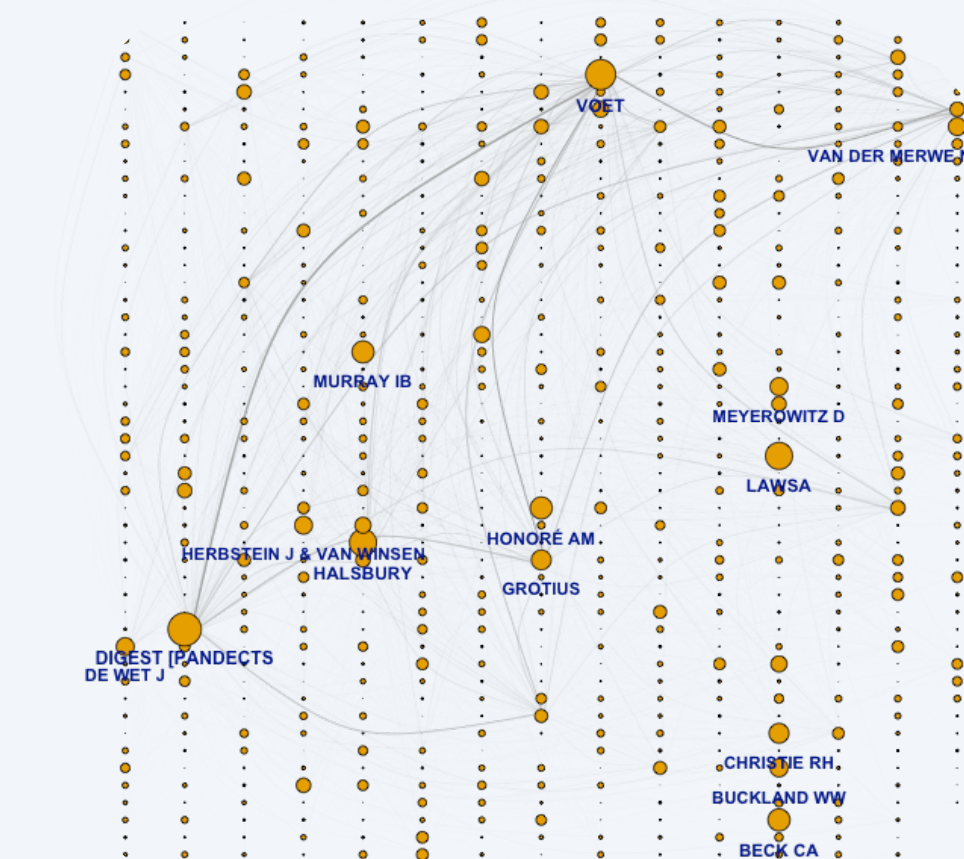 VOET
VAN DER MERWE
MURRAY IB
MEYEROWITZ D
LAWSA
HONORÉ AM
HERBSTEIN J & VAN WINSEN
HALSBURY
GROTIUS
DIGEST [PANDECTS
DE WET J
CHRISTIE RH
BUCKLAND WW
BECK CA